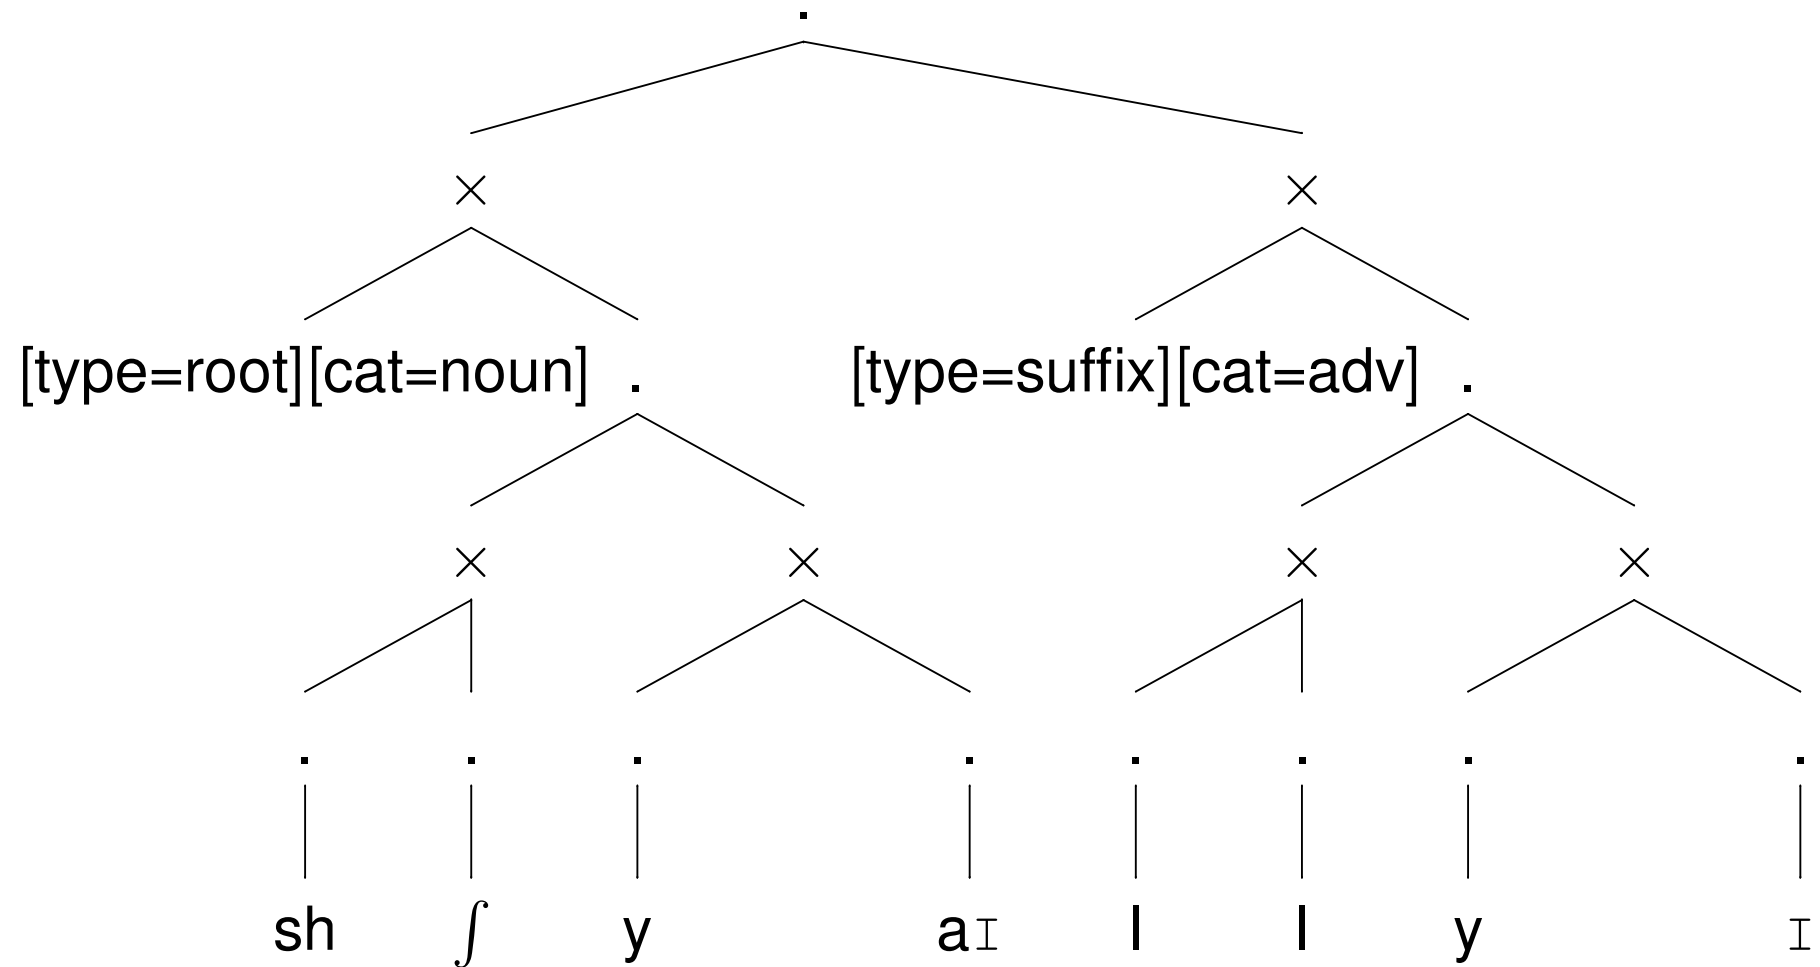 .
× ×
[type=root][cat=noun] . [type=suffix][cat=adv] .
× × × ×
. . . . . . . .
sh ʃ y aɪ l l y ɪ